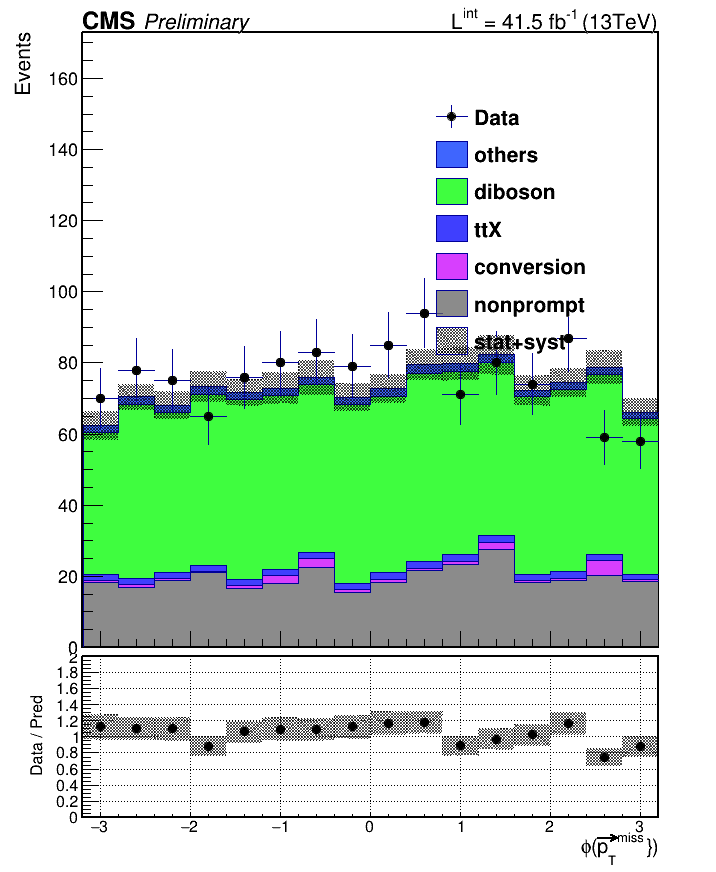 CMS Preliminary L^int = 41.5 fb^-1 (13TeV)
Events
160
140
120
100
80
60
40
20
0
Data
others
diboson
ttX
conversion
nonprompt
stat+syst
Data / Pred
2
1.8
1.6
1.4
1.2
1
0.8
0.6
0.4
0.2
0
−3 −2 −1 0 1 2 3
ϕ(p⃗_T^miss })